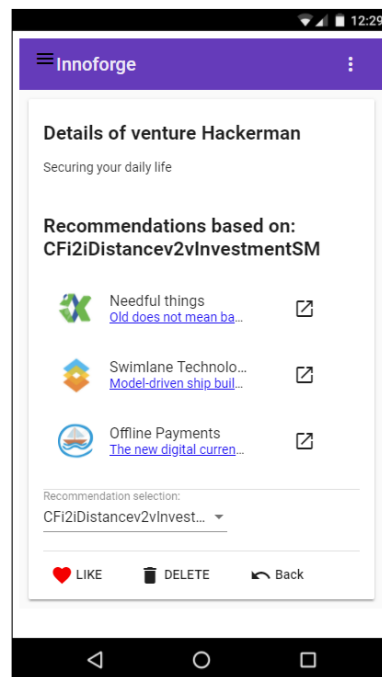 12:29
Innoforge
Details of venture Hackerman
Securing your daily life
Recommendations based on:
CFi2iDistancev2vInvestmentSM
Needful things
Old does not mean ba...
Swimlane Technolo...
Model-driven ship buil...
Offline Payments
The new digital curren...
Recommendation selection:
CFi2iDistancev2vInvest...
LIKE DELETE Back